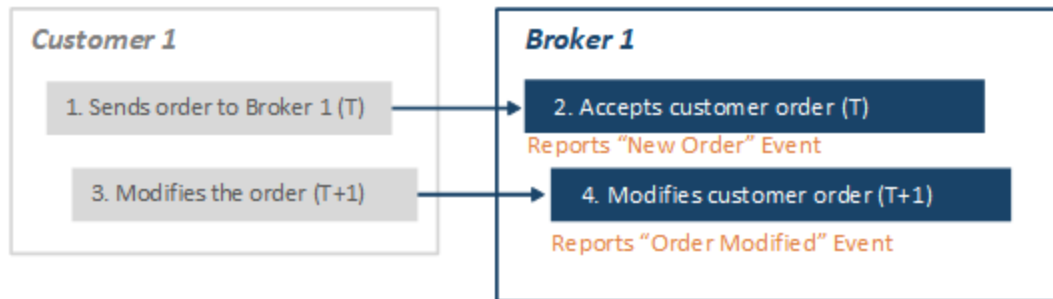 Customer 1
Broker 1
1. Sends order to Broker 1 (T)
2. Accepts customer order (T)
Reports “New Order” Event
3. Modifies the order (T+1)
4. Modifies customer order (T+1)
Reports “Order Modified” Event